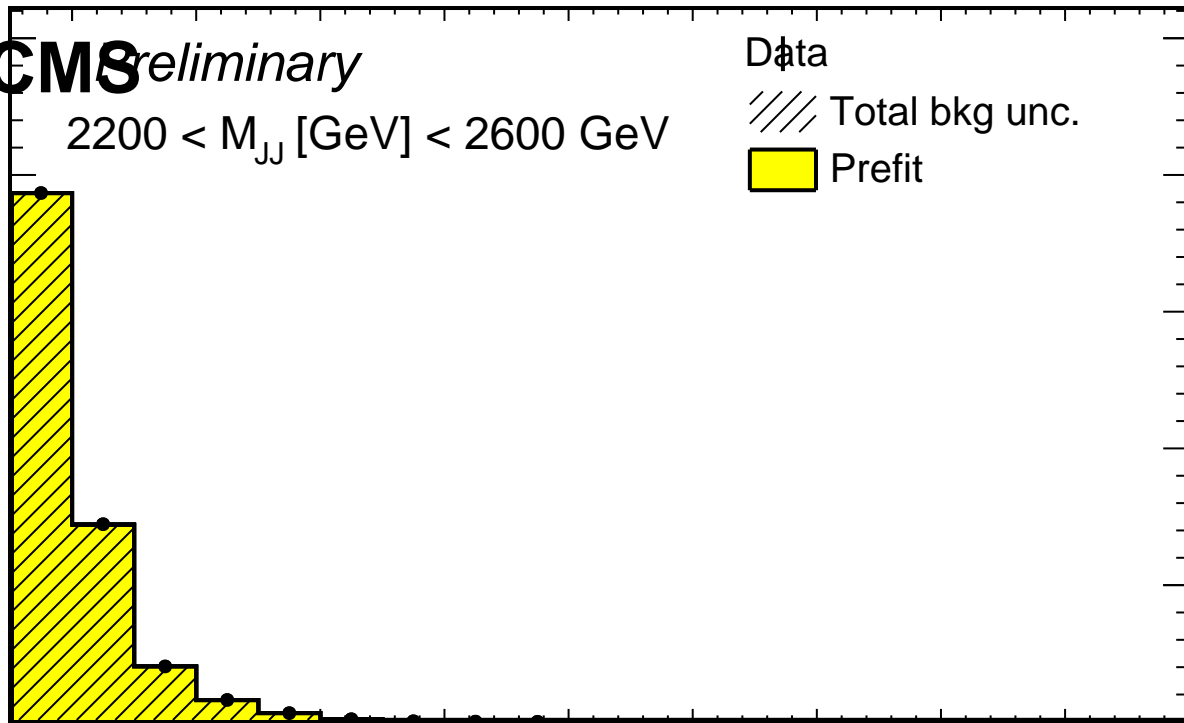 CMS Preliminary
2200 < M_JJ [GeV] < 2600 GeV
Data
Total bkg unc.
Prefit